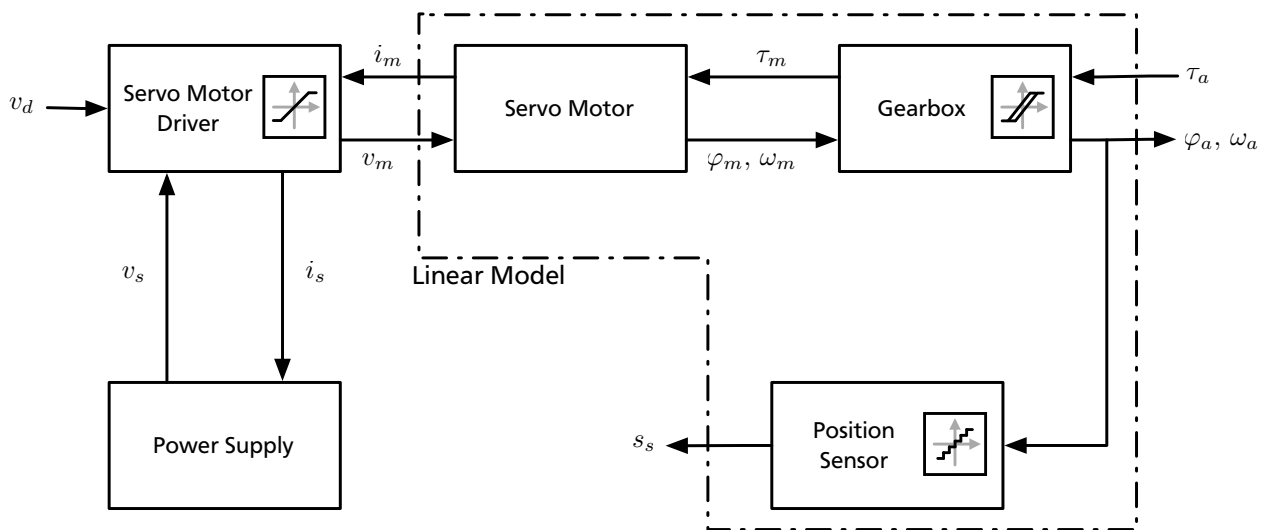 v_d
Servo Motor
Driver
i_m
v_m
Servo Motor
τ_m
φ_m, ω_m
Gearbox
τ_a
φ_a, ω_a
v_s
i_s
Linear Model
Power Supply
s_s
Position
Sensor